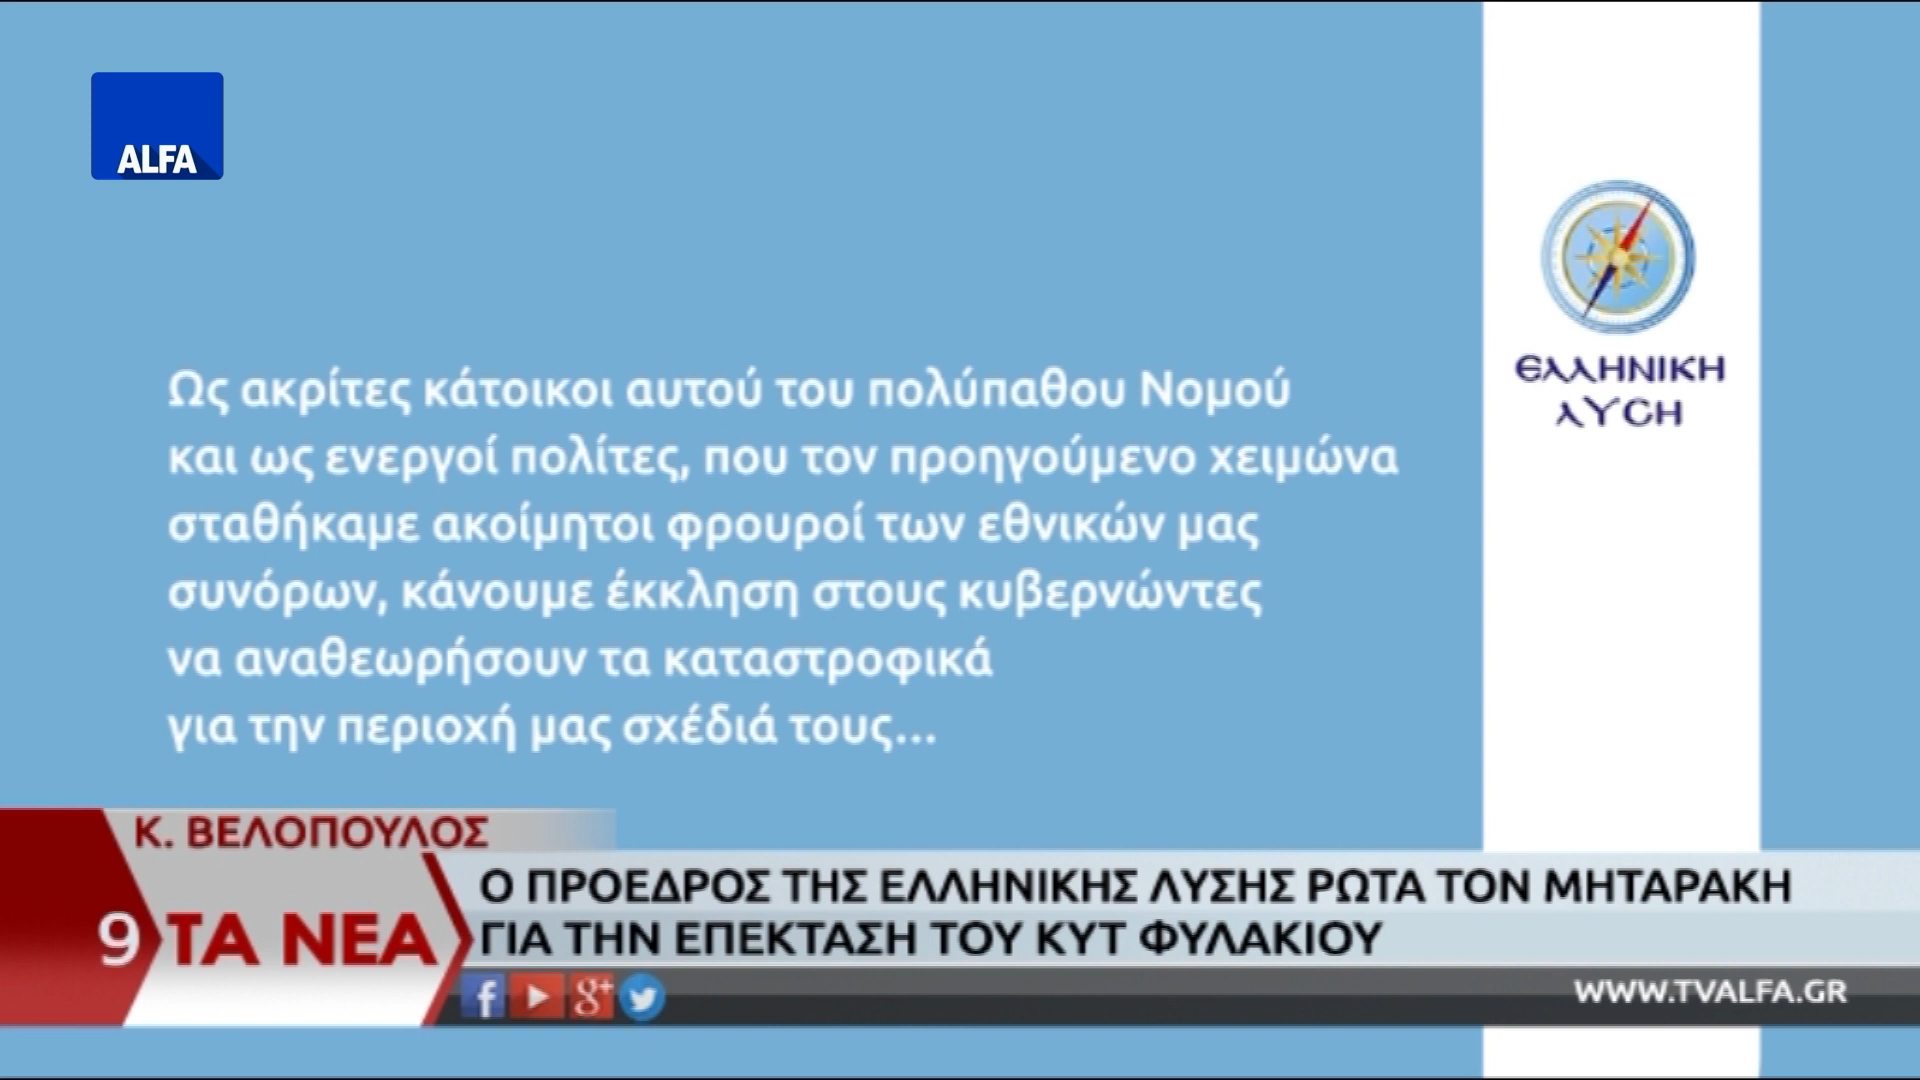 ALFA
ΕΛΛΗΝΙΚΗ
ΛΥСΗ
Ως ακρίτες κάτοικοι αυτού του πολύπαθου Νομού
και ως ενεργοί πολίτες, που τον προηγούμενο χειμώνα
σταθήκαμε ακοίμητοι φρουροί των εθνικών μας
συνόρων, κάνουμε έκκληση στους κυβερνώντες
να αναθεωρήσουν τα καταστροφικά
για την περιοχή μας σχέδιά τους...
Κ. ΒΕΛΟΠΟΥΛΟΣ
9 ΤΑ ΝΕΑ
Ο ΠΡΟΕΔΡΟΣ ΤΗΣ ΕΛΛΗΝΙΚΗΣ ΛΥΣΗΣ ΡΩΤΑ ΤΟΝ ΜΗΤΑΡΑΚΗ
ΓΙΑ ΤΗΝ ΕΠΕΚΤΑΣΗ ΤΟΥ ΚΥΤ ΦΥΛΑΚΙΟΥ
f g+
WWW.TVALFA.GR